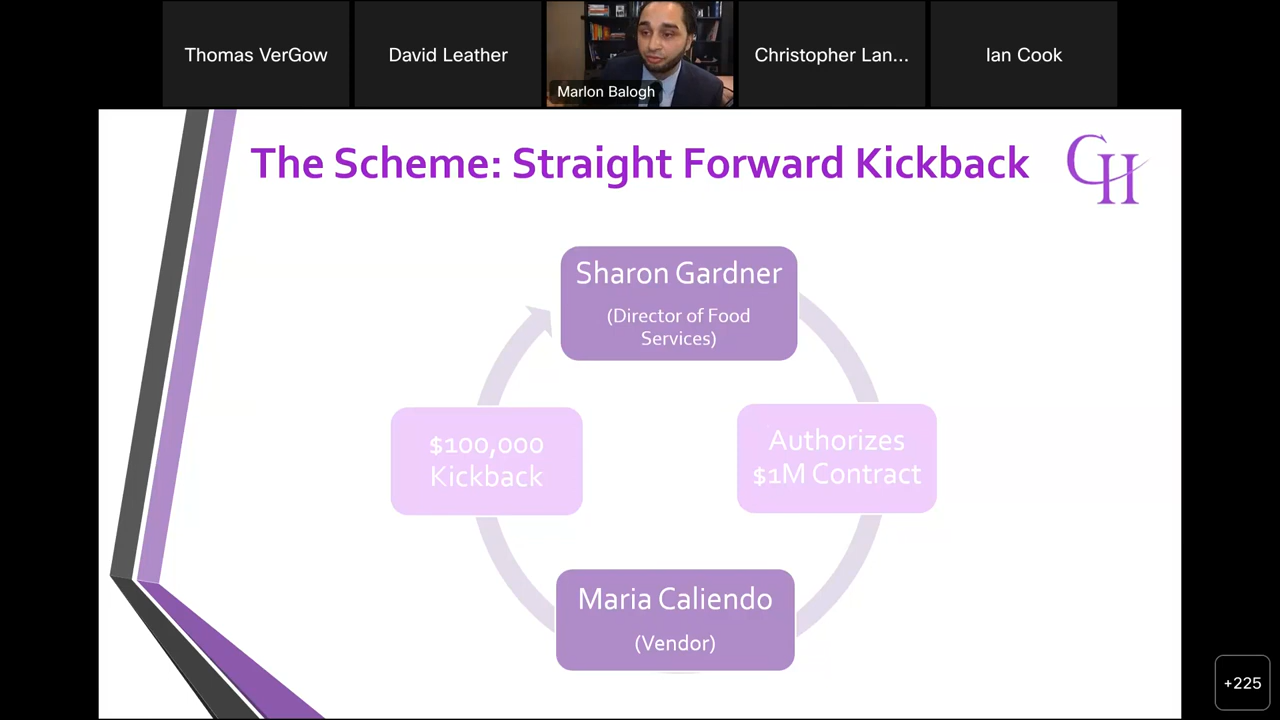 Thomas VerGow
David Leather
Marlon Balogh
Christopher Lan...
Ian Cook
The Scheme: Straight Forward Kickback
CH
Sharon Gardner
(Director of Food
Services)
$100,000
Kickback
Authorizes
$1M Contract
Maria Caliendo
(Vendor)
+225